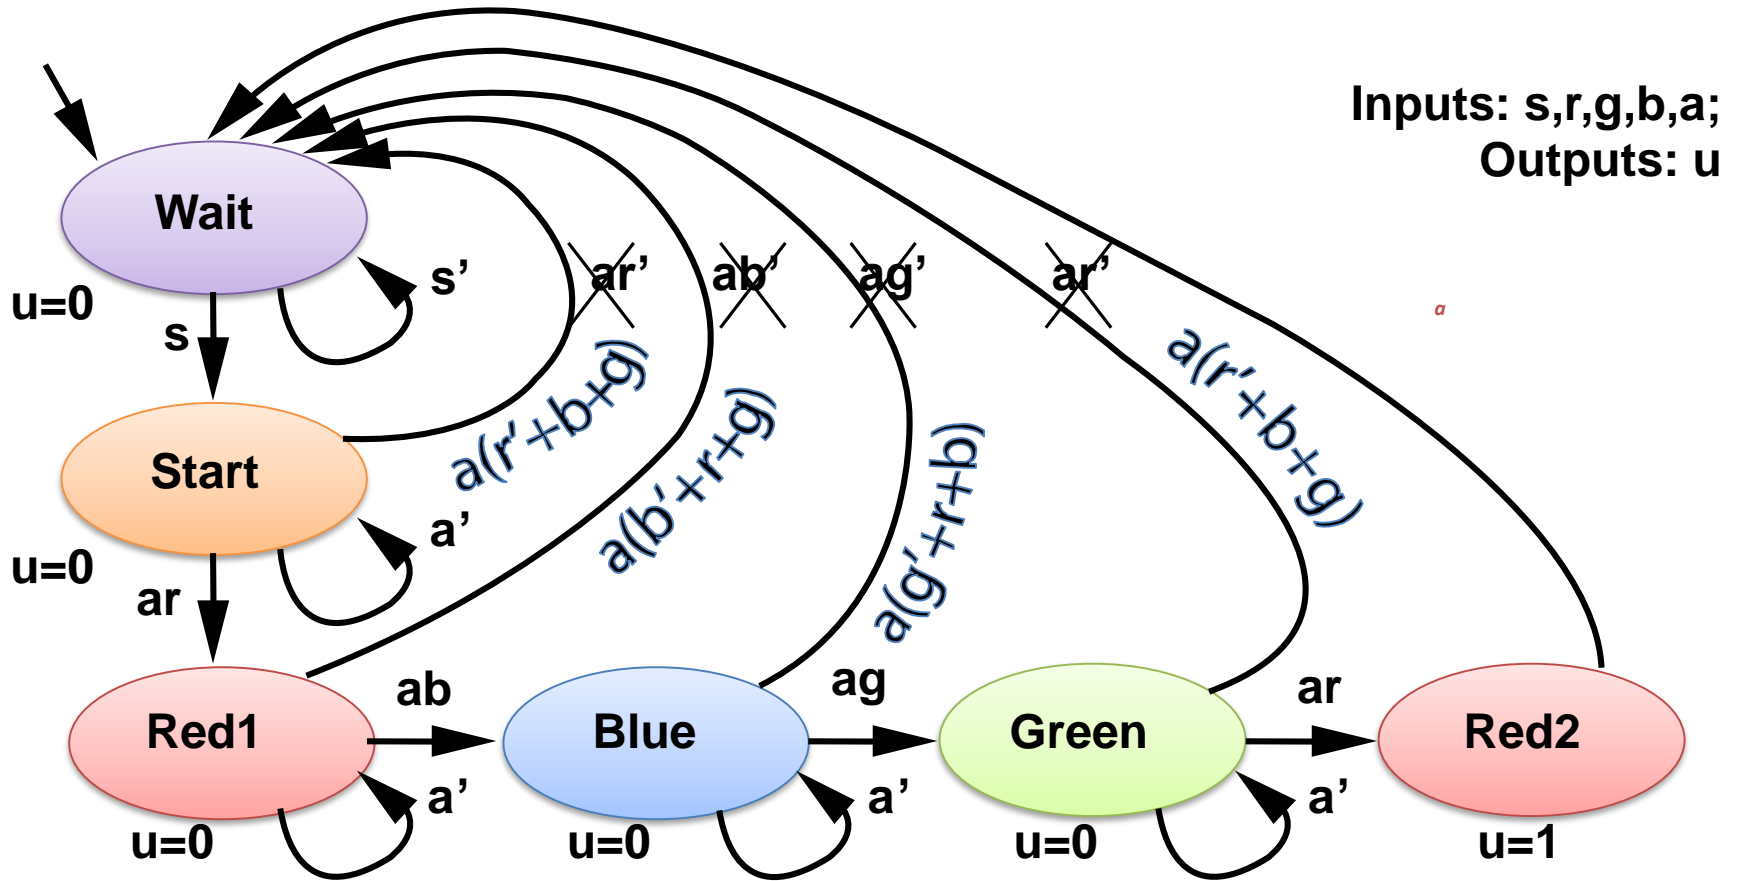 Inputs: s,r,g,b,a;
Outputs: u
Wait
s’
u=0
s
ar’
ab’
ag’
ar’
a
a(r′+b+g)
a(b′+r+g)
a(g′+r+b)
a(r′+b+g)
Start
a’
u=0
ar
Red1
ab
Blue
ag
Green
ar
Red2
a’
a’
a’
u=0
u=0
u=0
u=1